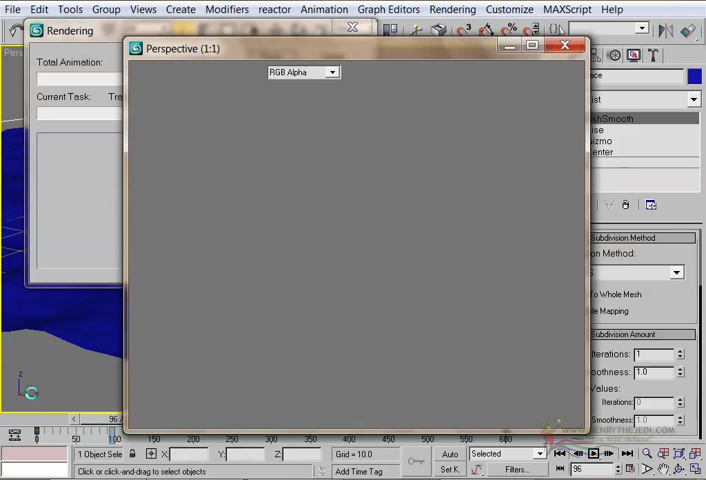 File Edit Tools Group Views Create Modifiers reactor Animation Graph Editors Rendering Customize MAXScript Help
Rendering
Perspective (1:1)
Total Animation:
RGB Alpha
Current Task:
Subdivision Method
To Whole Mesh
Subdivision Amount
Iterations: 1
1.0
Values:
Iterations: 0
Smoothness: 1.0
z
96
0 50 100 150 200 250 300 350 400 450 500 550 600
1 Object Sele X: Y: Z: Grid = 10.0 Auto Selected
Click or click-and-drag to select objects Add Time Tag Set K. Filters... 96